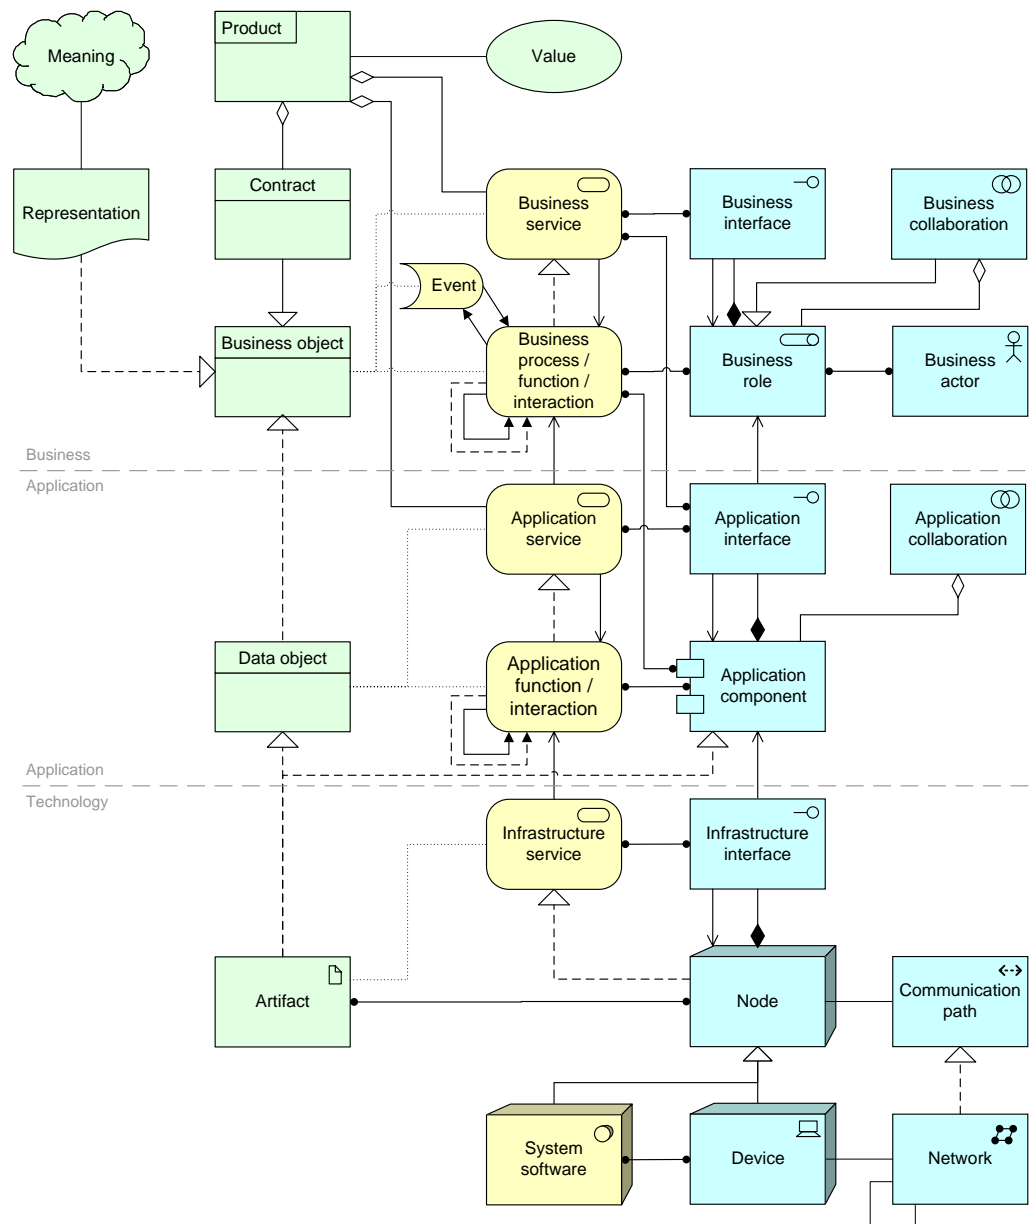 Meaning
Product
Value
Representation
Contract
Business
service
Business
interface
Business
collaboration
Event
Business object
Business
process /
function /
interaction
Business
role
Business
actor
Business
Application
Application
service
Application
interface
Application
collaboration
Data object
Application
function /
interaction
Application
component
Application
Technology
Infrastructure
service
Infrastructure
interface
Artifact
Node
Communication
path
System
software
Device
Network